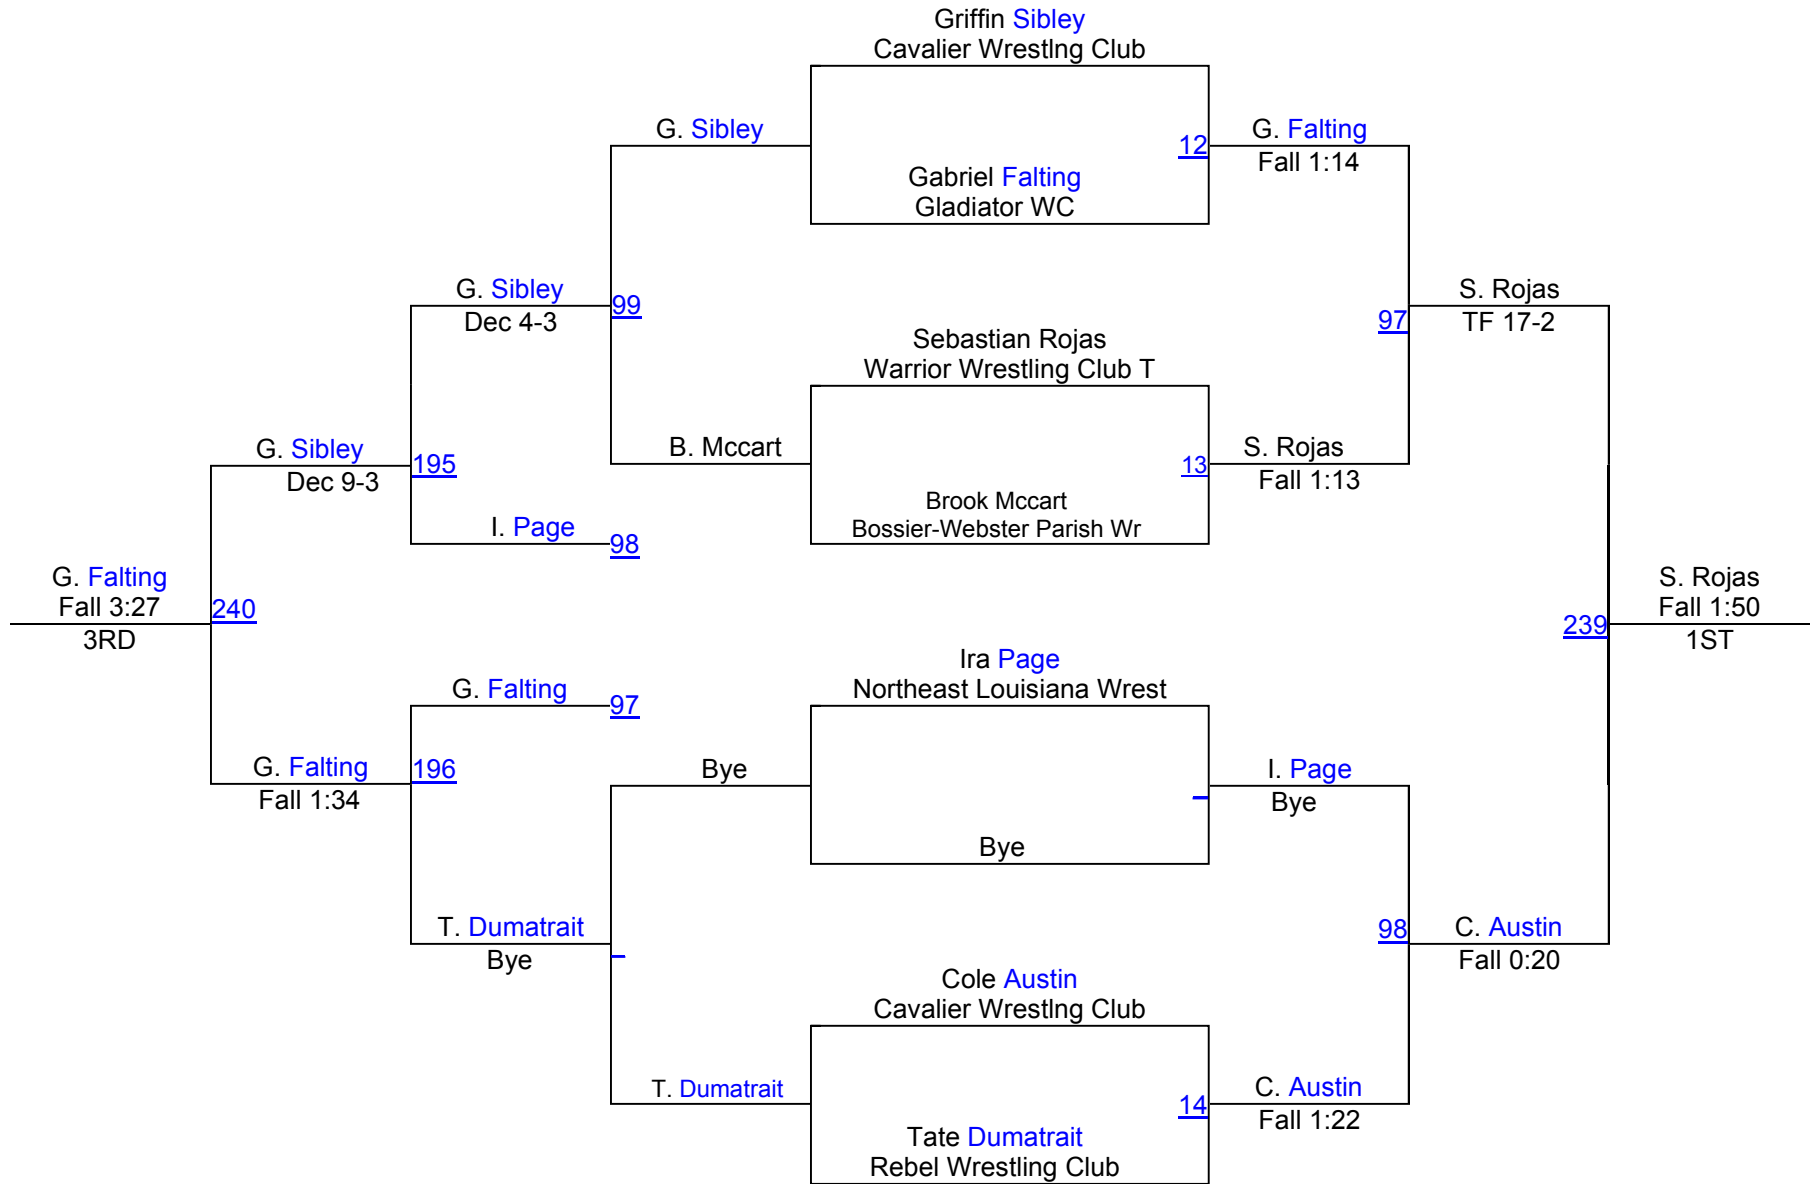 Griffin Sibley
Cavalier Wrestlng Club
G. Sibley
12
G. Falting
Fall 1:14
Gabriel Falting
Gladiator WC
G. Sibley
Dec 4-3
99
S. Rojas
TF 17-2
97
Sebastian Rojas
Warrior Wrestling Club T
G. Sibley
Dec 9-3
195
B. Mccart
13
S. Rojas
Fall 1:13
Brook Mccart
Bossier-Webster Parish Wr
I. Page
98
G. Falting
Fall 3:27
3RD
240
S. Rojas
Fall 1:50
1ST
239
Ira Page
Northeast Louisiana Wrest
G. Falting
97
G. Falting
Fall 1:34
196
Bye
I. Page
Bye
Bye
T. Dumatrait
Bye
98
C. Austin
Fall 0:20
Cole Austin
Cavalier Wrestlng Club
T. Dumatrait
14
C. Austin
Fall 1:22
Tate Dumatrait
Rebel Wrestling Club